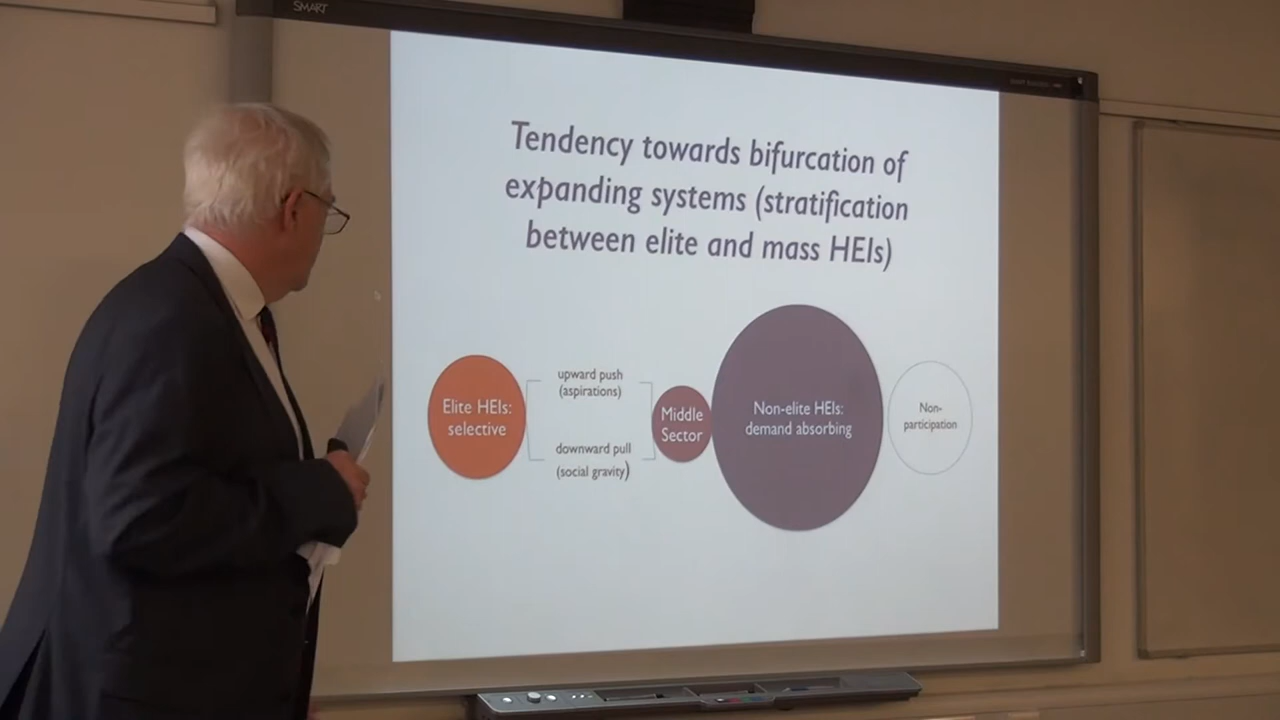 SMART
Tendency towards bifurcation of
expanding systems (stratification
between elite and mass HEIs)
upward push
(aspirations)
Elite HEIs:
selective
downward pull
(social gravity)
Middle
Sector
Non-elite HEIs:
demand absorbing
Non-
participation